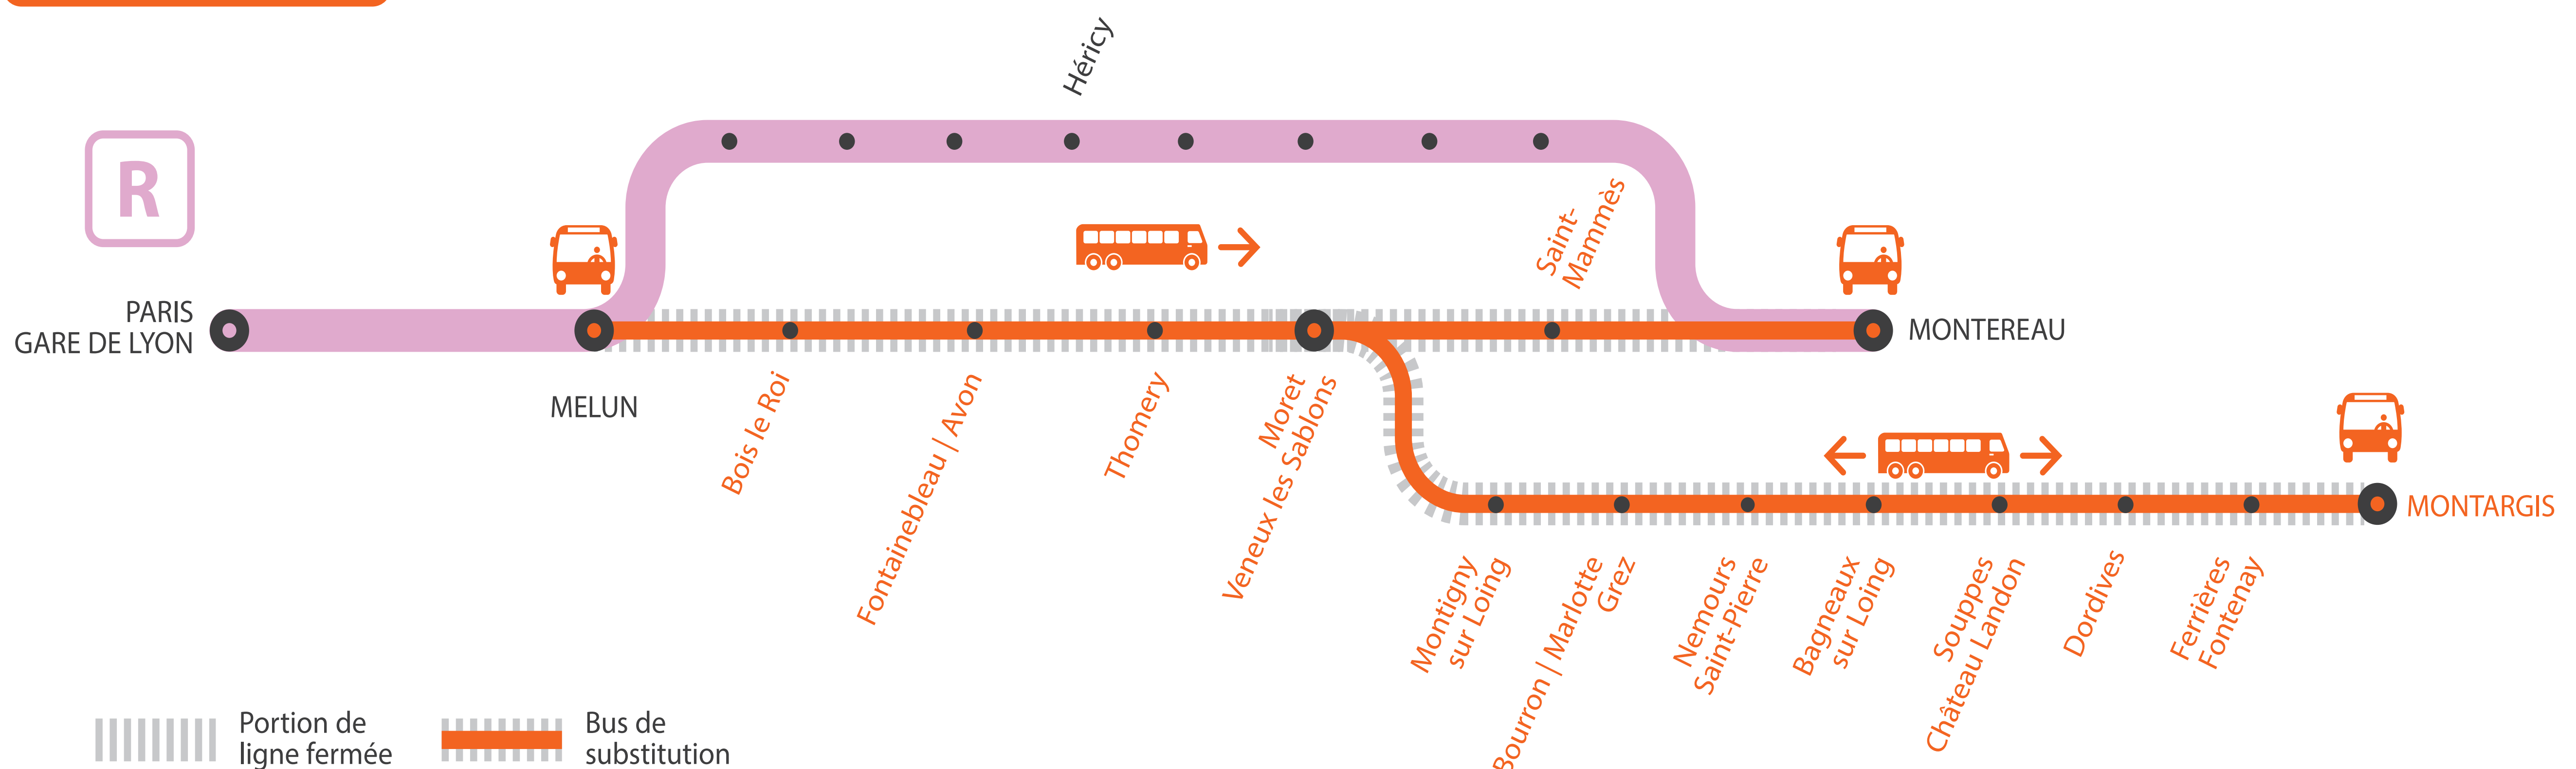 Héricy
R
Saint-
Mammès
PARIS
GARE DE LYON
MONTEREAU
MELUN
Bois le Roi
Fontainebleau | Avon
Thomery
Moret
Veneux les Sablons
MONTARGIS
Montigny
sur Loing
Bourron | Marlotte
Grez
Nemours
Saint-Pierre
Bagneaux
sur Loing
Souppes
Château Landon
Dordives
Ferrières
Fontenay
Portion de
ligne fermée
Bus de
substitution